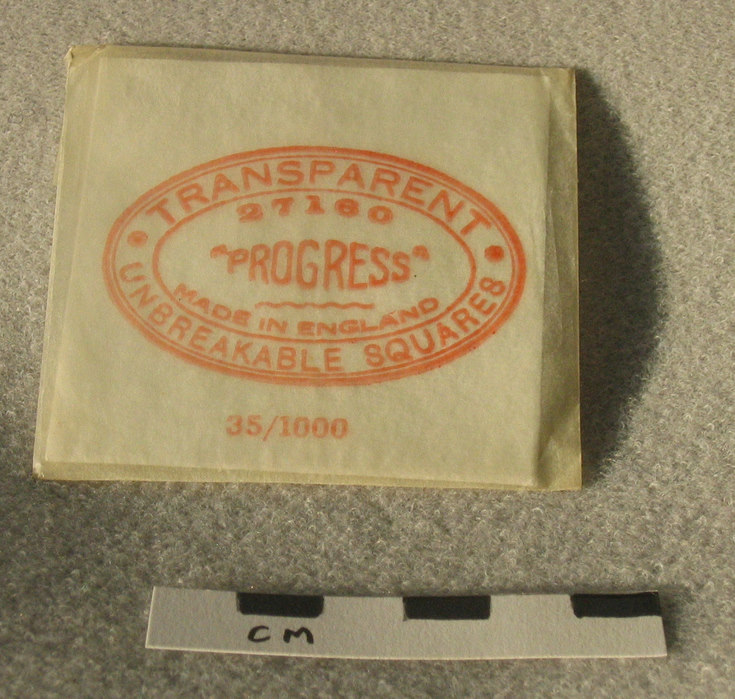 TRANSPARENT
27160
"PROGRESS"
MADE IN ENGLAND
UNBREAKABLE SQUARES
35/1000
CM